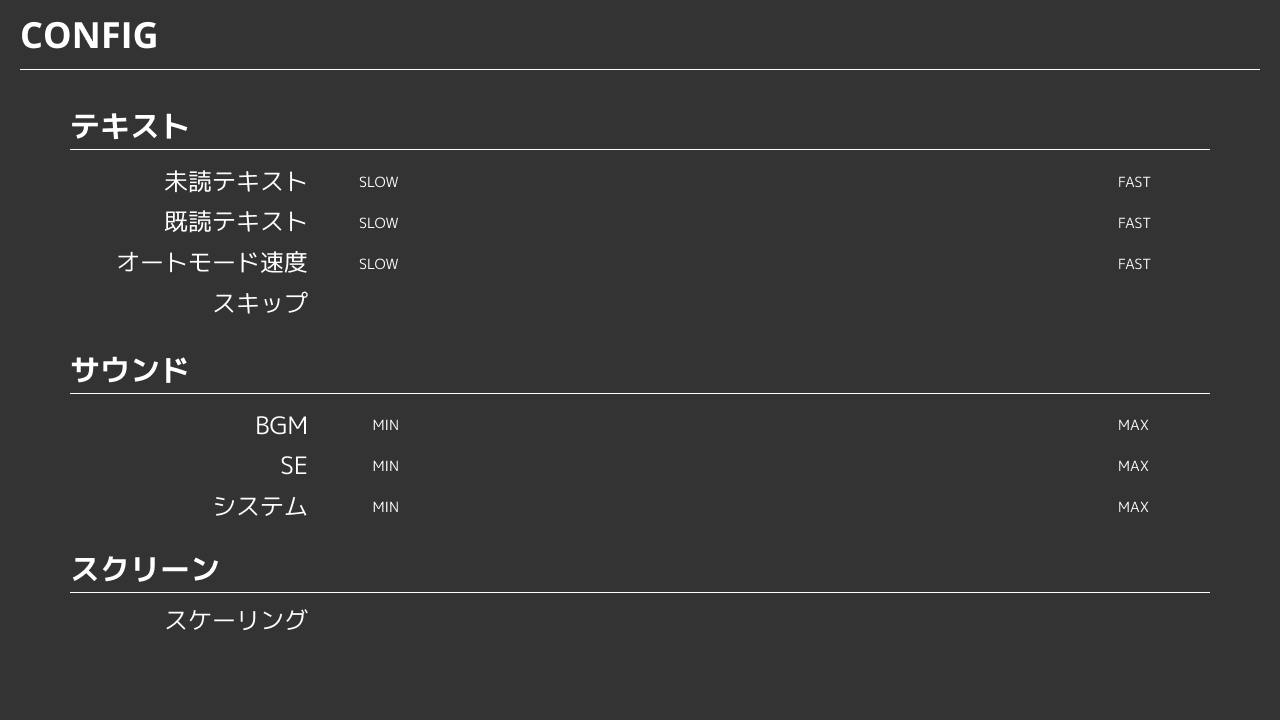 CONFIG
テキスト
未読テキスト SLOW FAST
既読テキスト SLOW FAST
オートモード速度 SLOW FAST
スキップ
サウンド
BGM MIN MAX
SE MIN MAX
システム MIN MAX
スクリーン
スケーリング